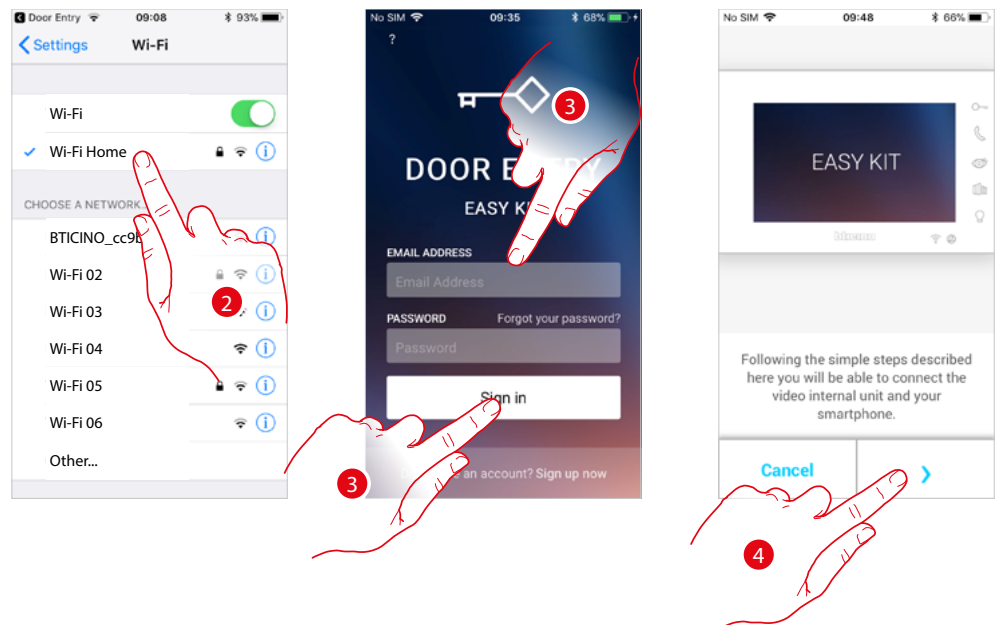 Door Entry 09:08 93%
Settings Wi-Fi
Wi-Fi
Wi-Fi Home
CHOOSE A NETWORK...
BTICINO_cc9b
Wi-Fi 02
Wi-Fi 03
Wi-Fi 04
Wi-Fi 05
Wi-Fi 06
Other...
2
No SIM 09:35 68%
?
3
DOOR ENTRY
EASY K
EMAIL ADDRESS
Email Address
PASSWORD Forgot your password?
Password
Sign in
an account? Sign up now
3
No SIM 09:48 66%
EASY KIT
bticino
Following the simple steps described
here you will be able to connect the
video internal unit and your
smartphone.
Cancel
4